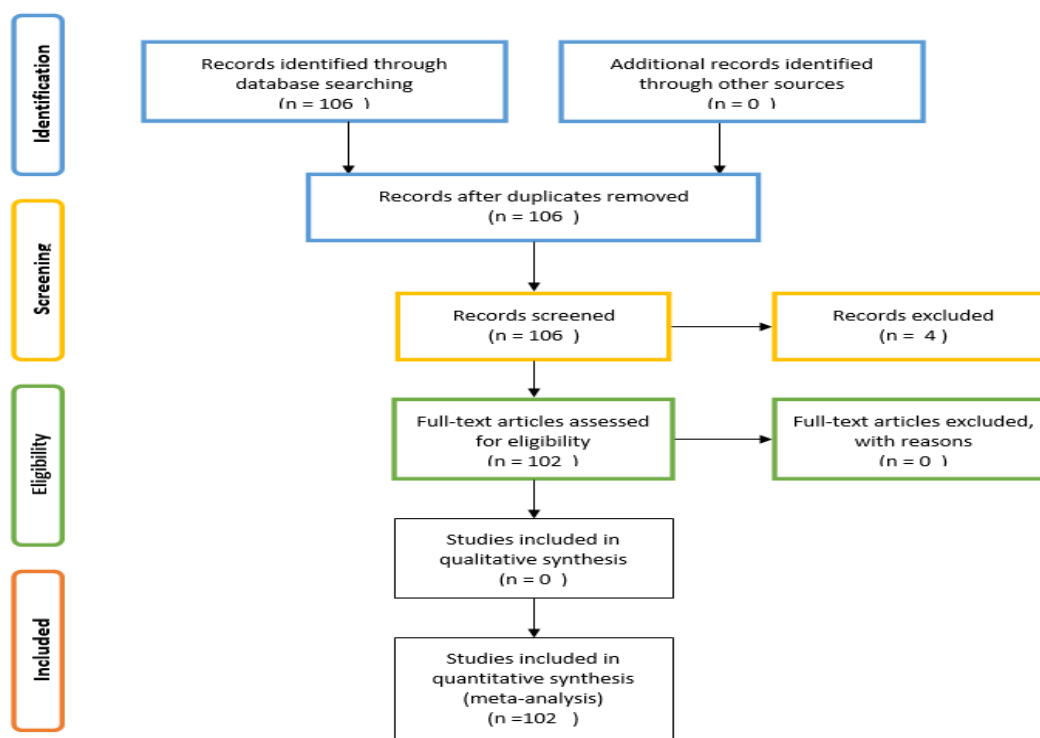 Identification
Records identified through
database searching
(n = 106 )
Additional records identified
through other sources
(n = 0 )
Records after duplicates removed
(n = 106 )
Screening
Records screened
(n = 106 )
Records excluded
(n = 4 )
Eligibility
Full-text articles assessed
for eligibility
(n = 102 )
Full-text articles excluded,
with reasons
(n = 0 )
Studies included in
qualitative synthesis
(n = 0 )
Included
Studies included in
quantitative synthesis
(meta-analysis)
(n =102 )